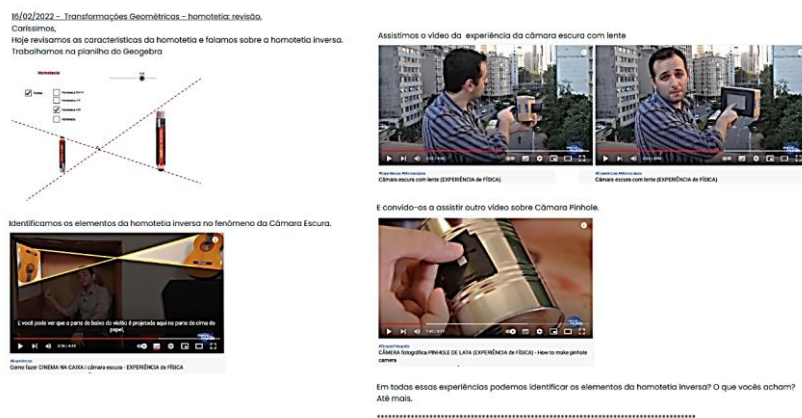 16/02/2022 - Transformações Geométricas - homotetia: revisão.
Caríssimos,
Hoje revisamos as características da homotetia e falamos sobre a homotetia inversa.
Trabalhamos na planilha do Geogebra
Homotecia
Identificamos os elementos da homotetia inversa no fenômeno da Câmara Escura.
E você pode ver que a parte de baixo do violão é projetada aqui na parte de cima do
papel,
Como fazer CINEMA NA CAIXA | câmara escura - EXPERIÊNCIA de FÍSICA
Assistimos o vídeo da experiência da câmara escura com lente
Câmara escura com lente (EXPERIÊNCIA de FÍSICA)
Câmara escura com lente (EXPERIÊNCIA de FÍSICA)
E convido-os a assistir outro vídeo sobre Câmara Pinhole.
CÂMERA fotográfica PINHOLE DE LATA (EXPERIÊNCIA de FÍSICA) - How to make pinhole
camera
Em todas essas experiências podemos identificar os elementos da homotetia inversa? O que vocês acham?
Até mais.